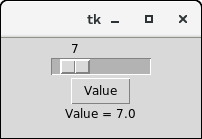 tk
7
Value
Value = 7.0